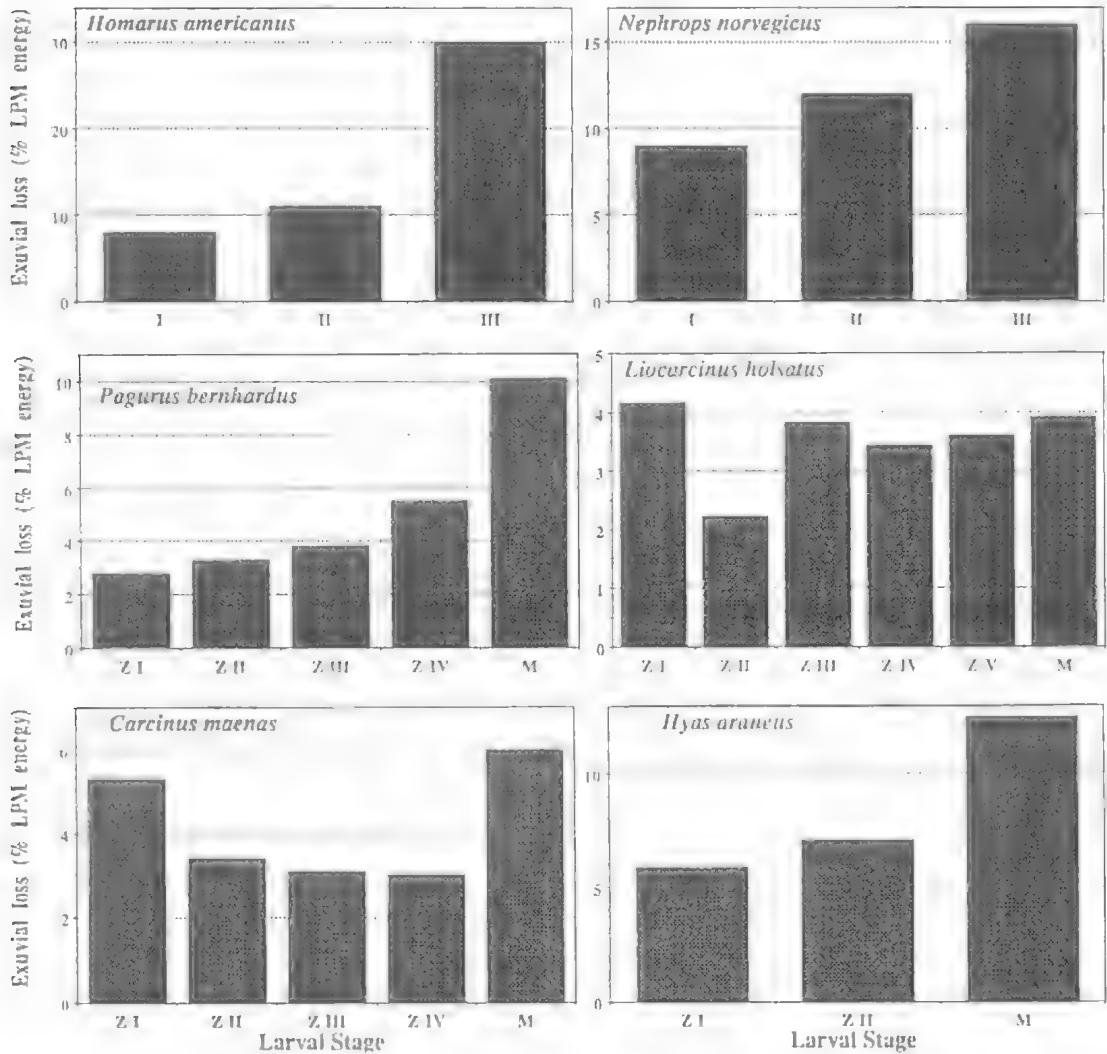 Exuvial loss (% LPM energy)
Homarus americanus
10
20
10
0
I
II
III
Nephrops norvegicus
15
10
5
0
I
II
III
Exuvial loss (% LPM energy)
Pagurus bernhardus
10
8
6
4
2
0
Z I
Z II
Z III
Z IV
M
Liocarcinus holsatus
5
4
3
2
1
0
Z I
Z II
Z III
Z IV
Z V
M
Exuvial loss (% LPM energy)
Carcinus maenas
6
4
2
0
Z I
Z II
Z III
Z IV
M
Larval Stage
Hyas araneus
10
5
0
Z I
Z II
M
Larval Stage